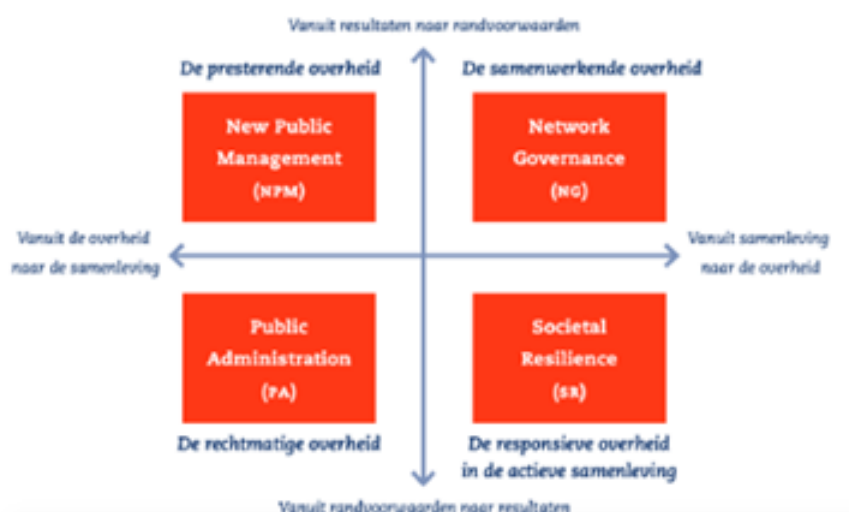 Vanuit resultaten naar randvoorwaarden
De presterende overheid
De samenwerkende overheid
New Public
Management
(NPM)
Network
Governance
(NG)
Vanuit de overheid
naar de samenleving
Vanuit samenleving
naar de overheid
Public
Administration
(PA)
Societal
Resilience
(SR)
De rechtmatige overheid
De responsieve overheid
in de actieve samenleving
Vanuit randvoorwaarden naar resultaten